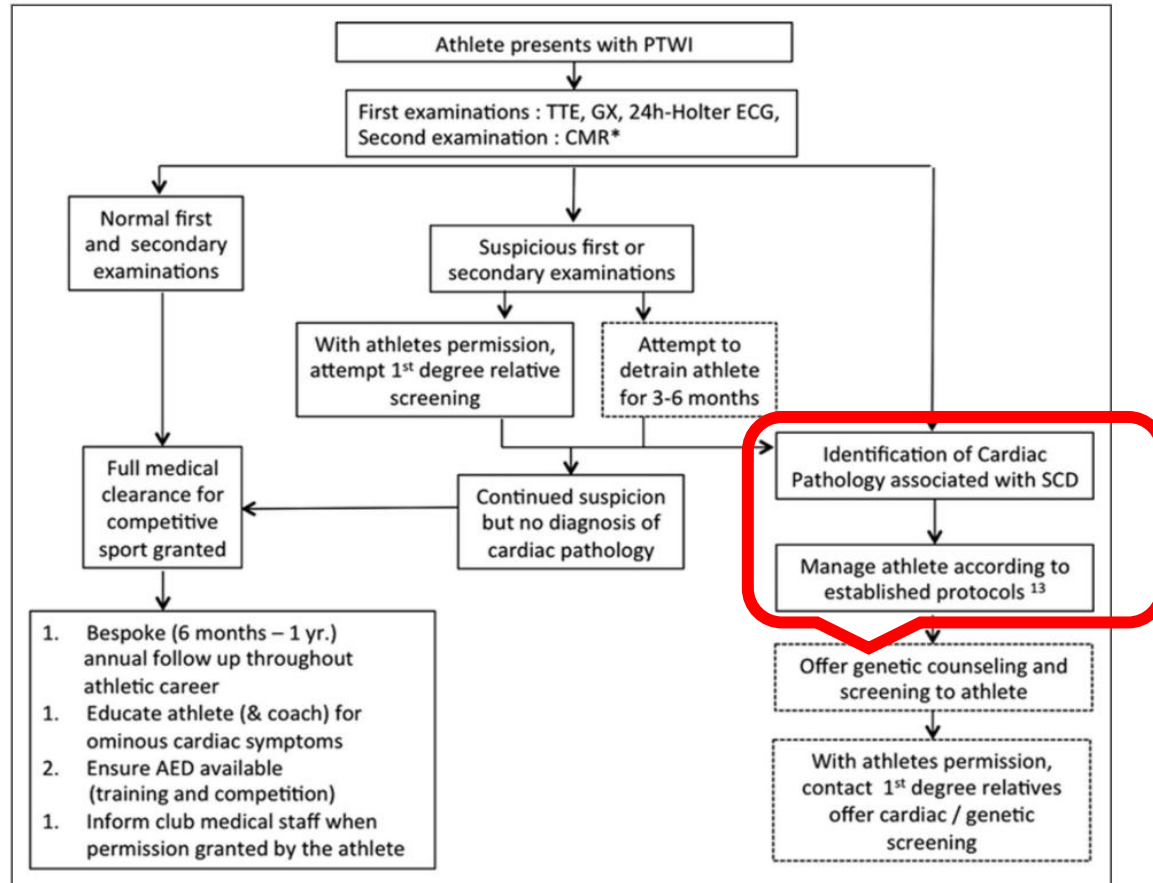 Athlete presents with PTWI
First examinations : TTE, GX, 24h-Holter ECG,
Second examination : CMR*
Normal first
and secondary
examinations
Suspicious first or
secondary examinations
With athletes permission,
attempt 1st degree relative
screening
Attempt to
detrain athlete
for 3-6 months
Full medical
clearance for
competitive
sport granted
Continued suspicion
but no diagnosis of
cardiac pathology
Identification of Cardiac
Pathology associated with SCD
Manage athlete according to
established protocols 13
1. Bespoke (6 months – 1 yr.)
annual follow up throughout
athletic career
1. Educate athlete (& coach) for
ominous cardiac symptoms
2. Ensure AED available
(training and competition)
1. Inform club medical staff when
permission granted by the athlete
Offer genetic counseling and
screening to athlete
With athletes permission,
contact 1st degree relatives
offer cardiac / genetic
screening